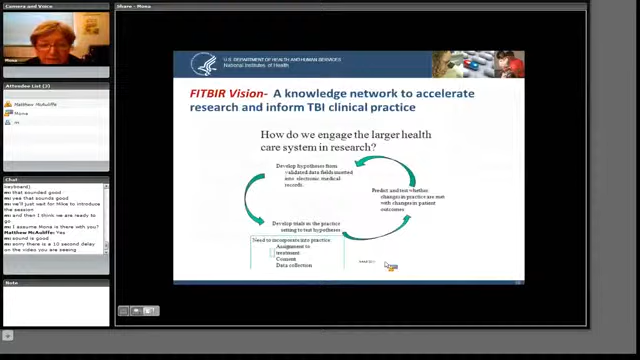 Camera and Voice
Share - Mona
Mona
Attendee List (3)
Matthew McAuliffe
Mona
m
Chat
keyboard)
m: that sounded good
m: yes that sounds good
m: we'll just wait for Mike to introduce
the session
m: and then I think we are ready to
go
m: I assume Mona is there with you?
Matthew McAuliffe: Yes
m: sound is good
m: sorry there is a 10 second delay
on the video you are seeing
Note
U.S. DEPARTMENT OF HEALTH AND HUMAN SERVICES
National Institutes of Health
FITBIR Vision- A knowledge network to accelerate
research and inform TBI clinical practice
How do we engage the larger health
care system in research?
Develop hypotheses from
validated data fields inserted
into electronic medical
records.
Predict and test whether
changes in practice are met
with changes in patient
outcomes
Develop trials in the practice
setting to test hypotheses
Need to incorporate into practice:
Assignment to
treatment
Consent
Data collection